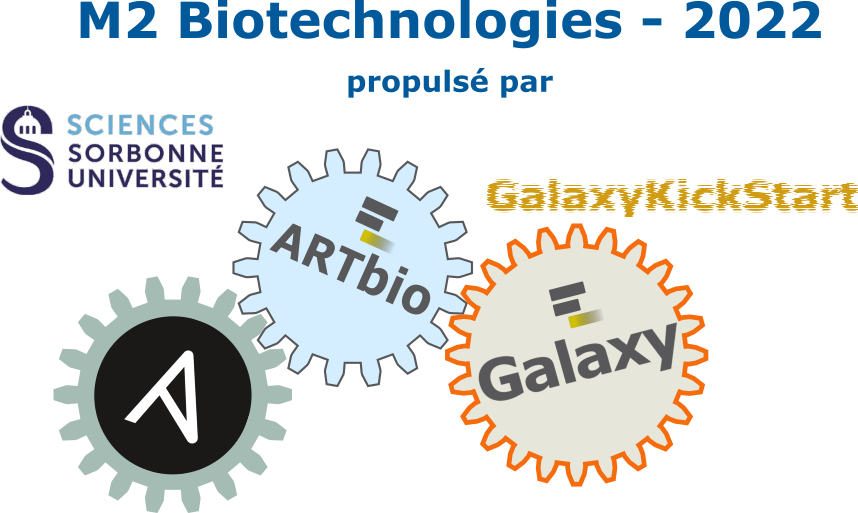 M2 Biotechnologies - 2022
propulsé par
SCIENCES
SORBONNE
UNIVERSITÉ
GalaxyKickStart
ARTbio
Galaxy